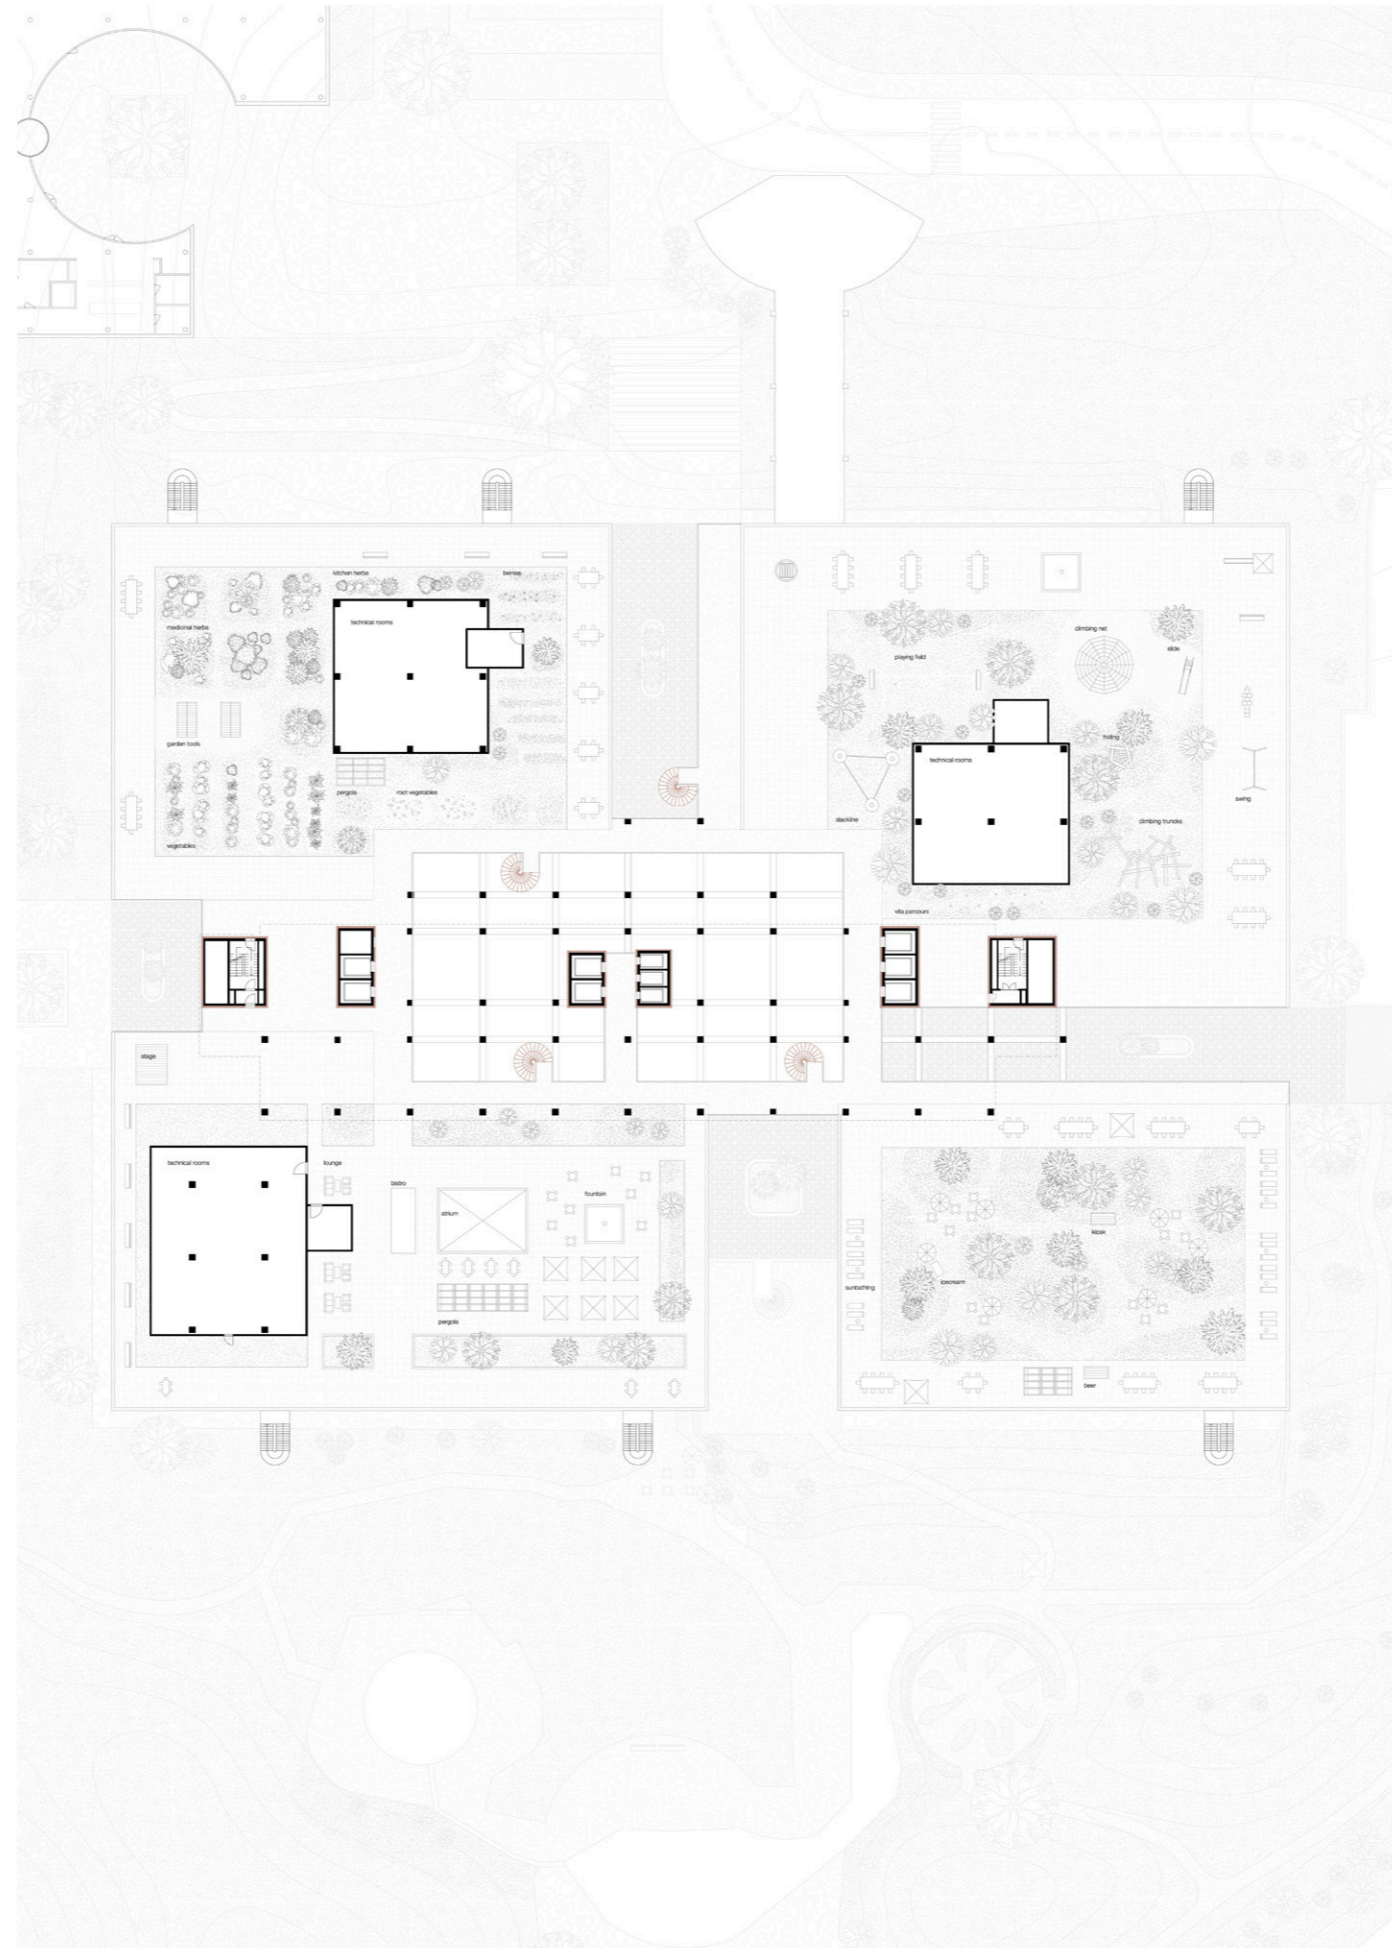 kitchen herbs
berries
medicinal herbs
technical rooms
garden tools
pergola
root vegetables
vegetables
climbing net
slide
playing field
hiding
technical rooms
swing
slackline
climbing truncks
vita parcours
stage
technical rooms
lounge
bistro
atrium
fountain
pergola
kiosk
icecream
sunbathing
beer